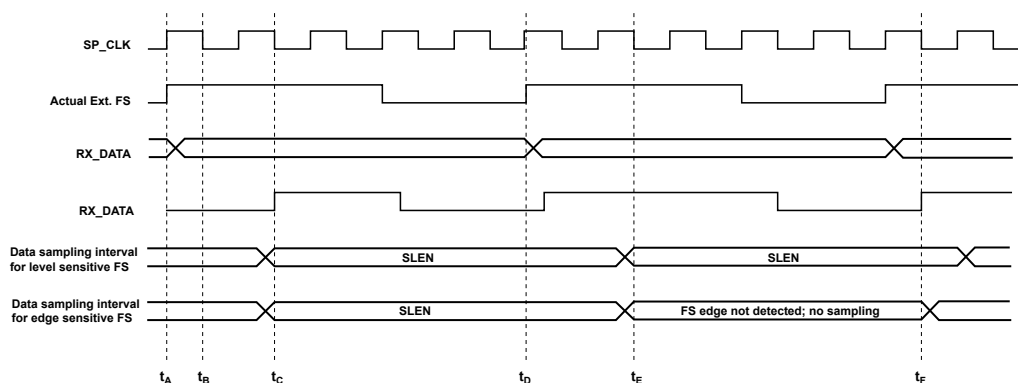 SP_CLK
Actual Ext. FS
RX_DATA
RX_DATA
Data sampling interval
for level sensitive FS
SLEN
SLEN
Data sampling interval
for edge sensitive FS
SLEN
FS edge not detected; no sampling
tA tB tC tD tE tF